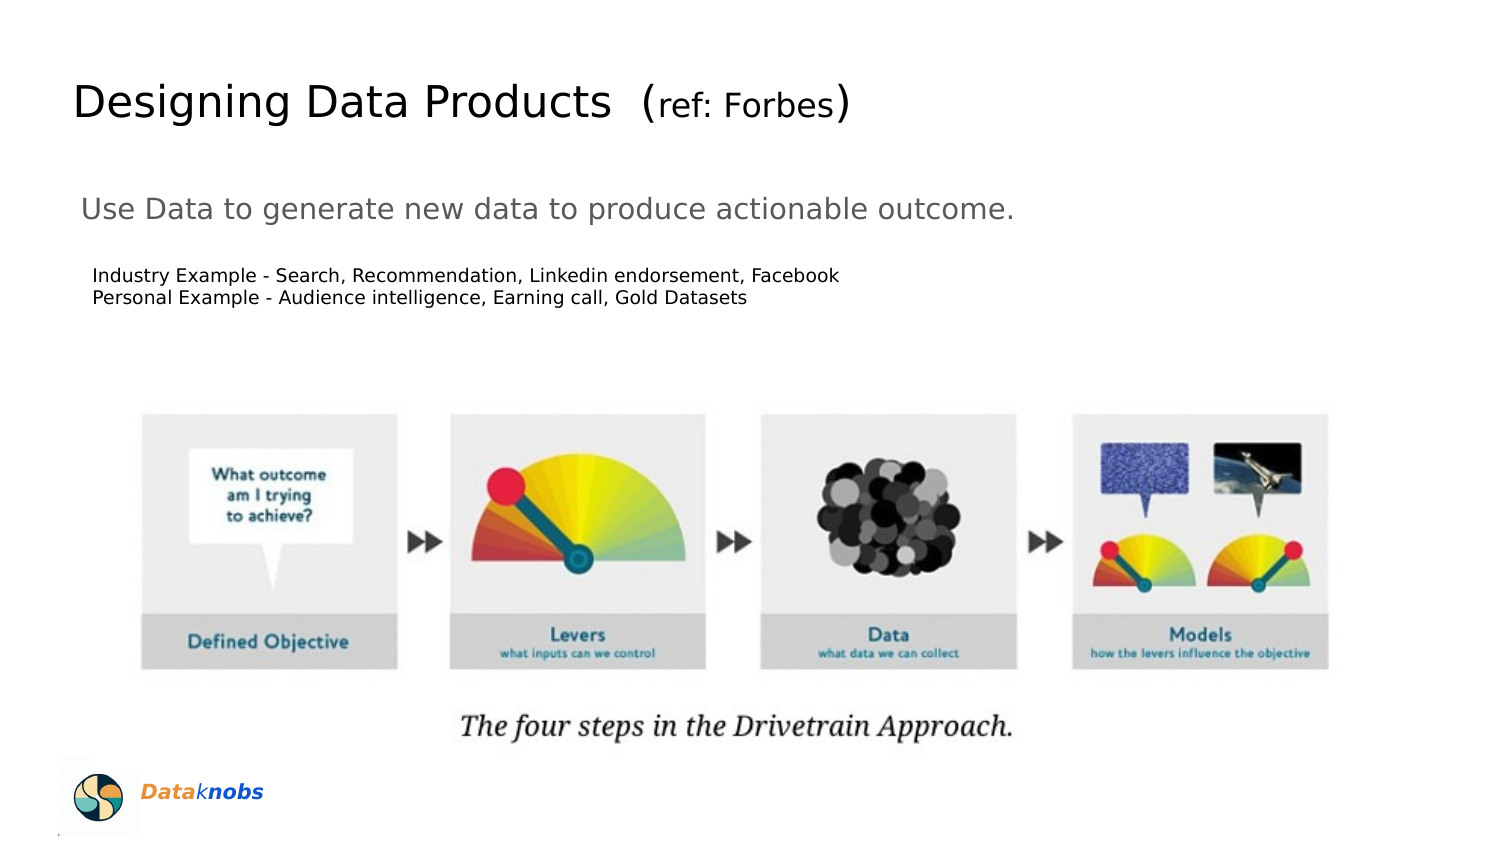 Designing Data Products (ref: Forbes)
Use Data to generate new data to produce actionable outcome.
Industry Example - Search, Recommendation, Linkedin endorsement, Facebook
Personal Example - Audience intelligence, Earning call, Gold Datasets
What outcome
am I trying
to achieve?
Defined Objective
Levers
what inputs can we control
Data
what data we can collect
Models
how the levers influence the objective
The four steps in the Drivetrain Approach.
Dataknobs